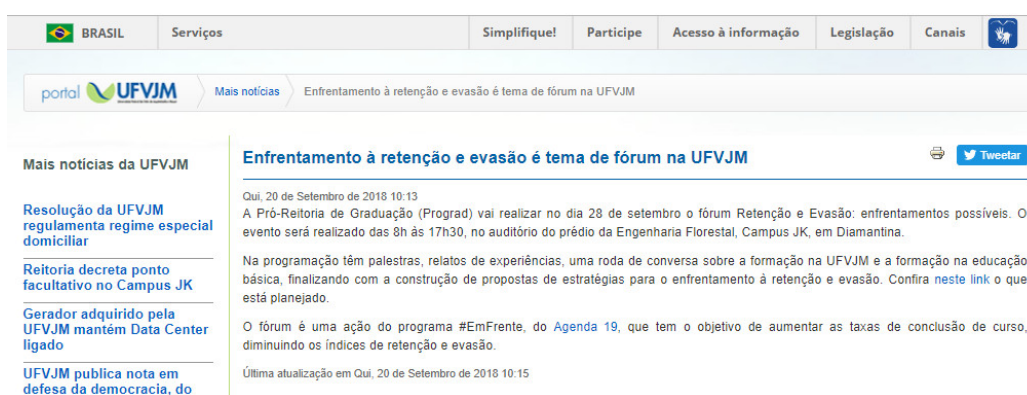 BRASIL Serviços Simplifique! Participe Acesso à informação Legislação Canais
portal UFVJM Mais notícias Enfrentamento à retenção e evasão é tema de fórum na UFVJM
Mais notícias da UFVJM
Resolução da UFVJM
regulamenta regime especial
domiciliar
Reitoria decreta ponto
facultativo no Campus JK
Gerador adquirido pela
UFVJM mantém Data Center
ligado
UFVJM publica nota em
defesa da democracia, do
Enfrentamento à retenção e evasão é tema de fórum na UFVJM
Tweetar
Qui, 20 de Setembro de 2018 10:13
A Pró-Reitoria de Graduação (Prograd) vai realizar no dia 28 de setembro o fórum Retenção e Evasão: enfrentamentos possíveis. O
evento será realizado das 8h às 17h30, no auditório do prédio da Engenharia Florestal, Campus JK, em Diamantina.
Na programação têm palestras, relatos de experiências, uma roda de conversa sobre a formação na UFVJM e a formação na educação
básica, finalizando com a construção de propostas de estratégias para o enfrentamento à retenção e evasão. Confira neste link o que
está planejado.
O fórum é uma ação do programa #EmFrente, do Agenda 19, que tem o objetivo de aumentar as taxas de conclusão de curso,
diminuindo os índices de retenção e evasão.
Última atualização em Qui, 20 de Setembro de 2018 10:15